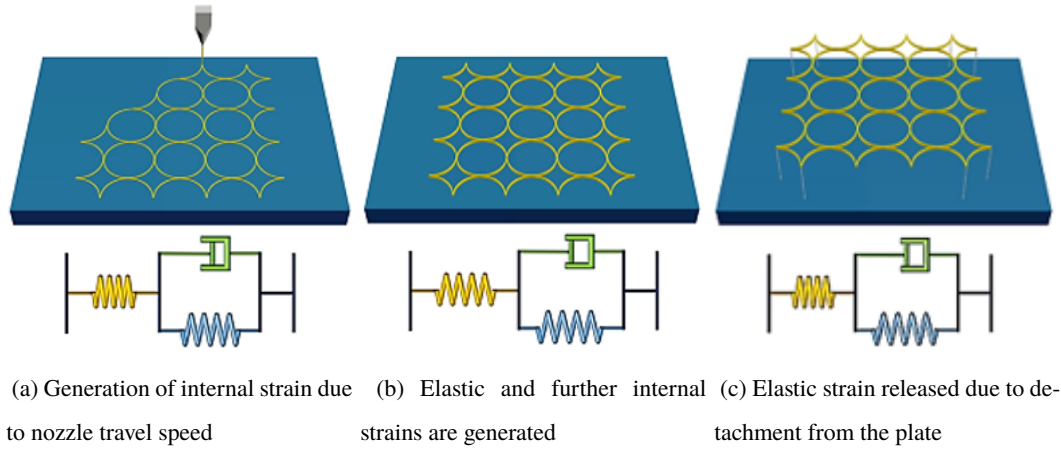 (a) Generation of internal strain due
to nozzle travel speed
(b) Elastic and further internal
strains are generated
(c) Elastic strain released due to de-
tachment from the plate